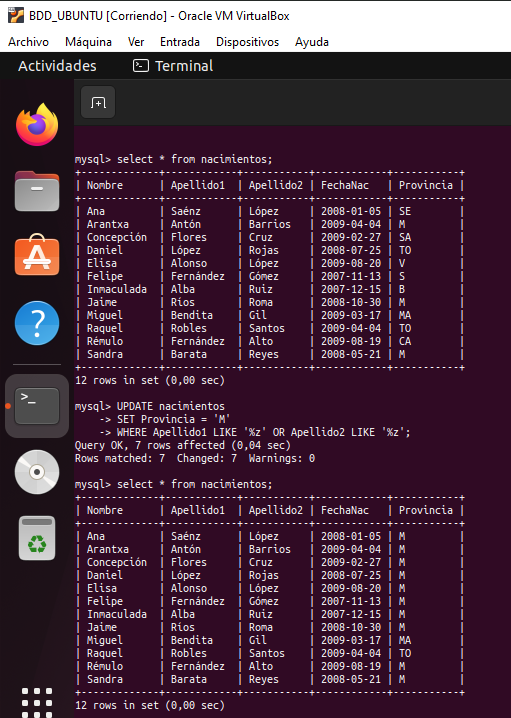 BDD_UBUNTU [Corriendo] - Oracle VM VirtualBox
Archivo Máquina Ver Entrada Dispositivos Ayuda
Actividades Terminal
mysql> select * from nacimientos;
+-------------+------------+-----------+------------+-----------+
| Nombre | Apellido1 | Apellido2 | FechaNac | Provincia |
+-------------+------------+-----------+------------+-----------+
| Ana | Saénz | López | 2008-01-05 | SE |
| Arantxa | Antón | Barrios | 2009-04-04 | M |
| Concepción | Flores | Cruz | 2009-02-27 | SA |
| Daniel | López | Rojas | 2008-07-25 | TO |
| Elisa | Alonso | López | 2009-08-20 | V |
| Felipe | Fernández | Gómez | 2007-11-13 | S |
| Inmaculada | Alba | Ruiz | 2007-12-15 | B |
| Jaime | Rios | Roma | 2008-10-30 | M |
| Miguel | Bendita | Gil | 2009-03-17 | MA |
| Raquel | Robles | Santos | 2009-04-04 | TO |
| Rémulo | Fernández | Alto | 2009-08-19 | CA |
| Sandra | Barata | Reyes | 2008-05-21 | M |
+-------------+------------+-----------+------------+-----------+
12 rows in set (0,00 sec)
mysql> UPDATE nacimientos
-> SET Provincia = 'M'
-> WHERE Apellido1 LIKE '%z' OR Apellido2 LIKE '%z';
Query OK, 7 rows affected (0,04 sec)
Rows matched: 7 Changed: 7 Warnings: 0
mysql> select * from nacimientos;
+-------------+------------+-----------+------------+-----------+
| Nombre | Apellido1 | Apellido2 | FechaNac | Provincia |
+-------------+------------+-----------+------------+-----------+
| Ana | Saénz | López | 2008-01-05 | M |
| Arantxa | Antón | Barrios | 2009-04-04 | M |
| Concepción | Flores | Cruz | 2009-02-27 | M |
| Daniel | López | Rojas | 2008-07-25 | M |
| Elisa | Alonso | López | 2009-08-20 | M |
| Felipe | Fernández | Gómez | 2007-11-13 | M |
| Inmaculada | Alba | Ruiz | 2007-12-15 | M |
| Jaime | Rios | Roma | 2008-10-30 | M |
| Miguel | Bendita | Gil | 2009-03-17 | MA |
| Raquel | Robles | Santos | 2009-04-04 | TO |
| Rémulo | Fernández | Alto | 2009-08-19 | M |
| Sandra | Barata | Reyes | 2008-05-21 | M |
+-------------+------------+-----------+------------+-----------+
12 rows in set (0,00 sec)